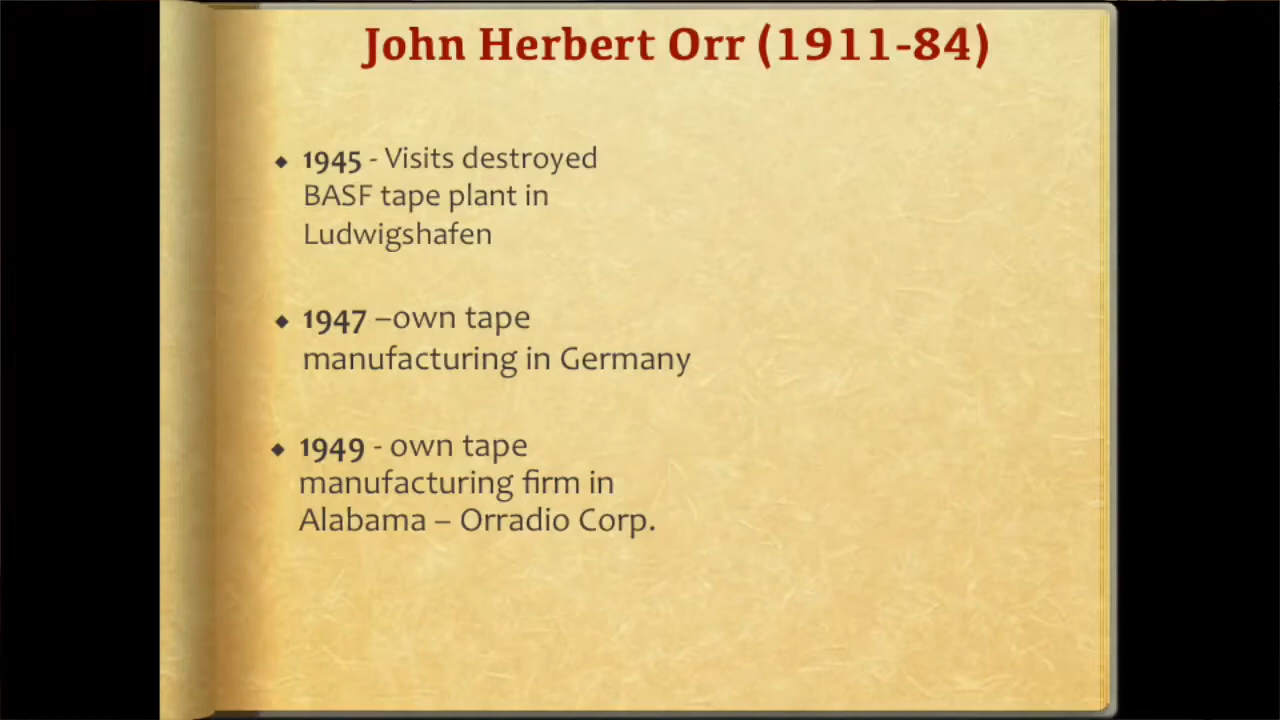 John Herbert Orr (1911-84)
◆ 1945 - Visits destroyed
BASF tape plant in
Ludwigshafen
◆ 1947 –own tape
manufacturing in Germany
◆ 1949 - own tape
manufacturing firm in
Alabama – Orradio Corp.